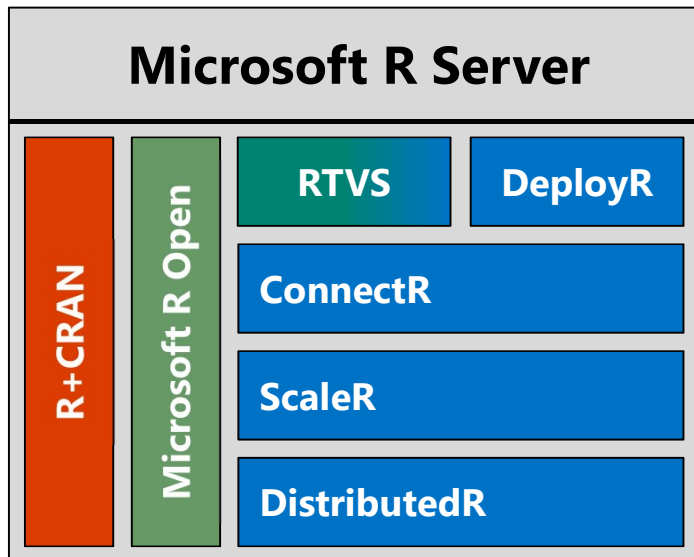 Microsoft R Server
R+CRAN
Microsoft R Open
RTVS
DeployR
ConnectR
ScaleR
DistributedR